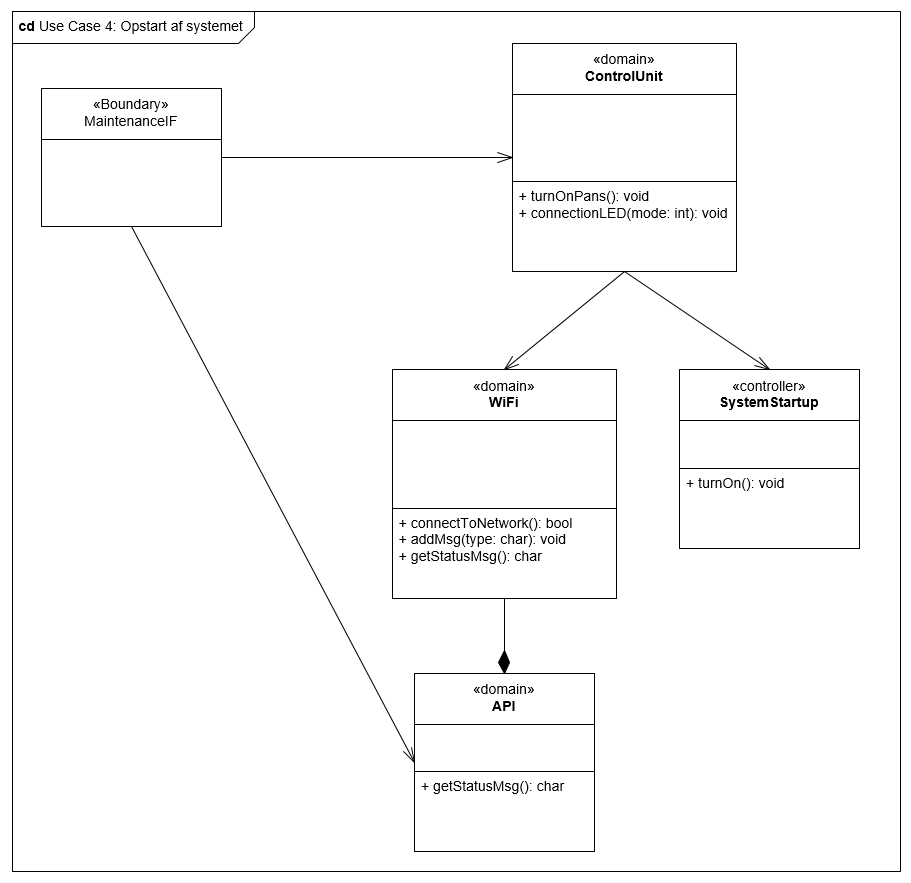 cd Use Case 4: Opstart af systemet
«Boundary»
MaintenanceIF
«domain»
ControlUnit
+ turnOnPans(): void
+ connectionLED(mode: int): void
«domain»
WiFi
+ connectToNetwork(): bool
+ addMsg(type: char): void
+ getStatusMsg(): char
«controller»
SystemStartup
+ turnOn(): void
«domain»
API
+ getStatusMsg(): char